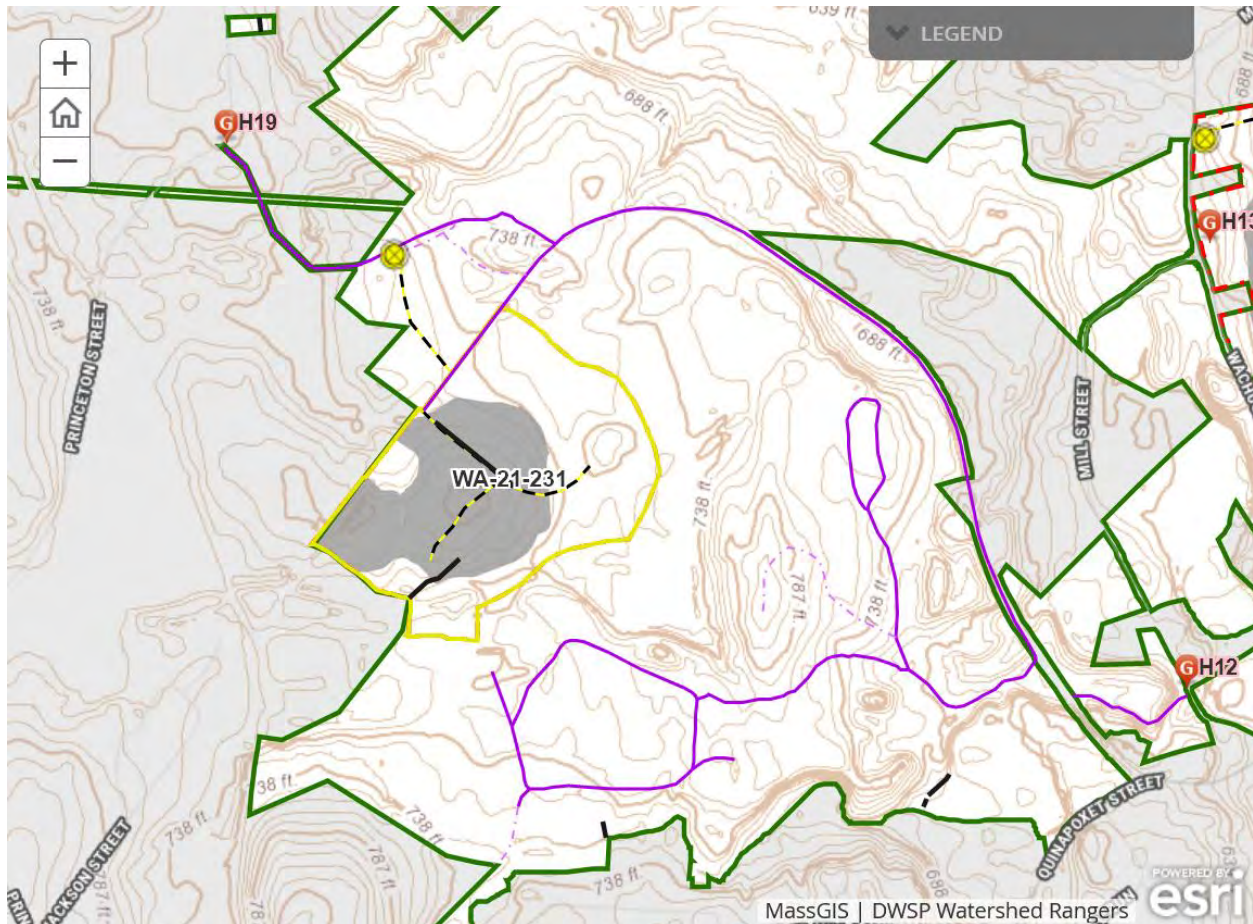 LEGEND
639 ft
688 ft
+
−
G H19
G H13
738 ft.
738 ft.
PRINCETON STREET
688 ft.
MILL STREET
WACHU
WA-21-231
738 ft.
787 ft.
738 ft.
G H12
38 ft.
738 ft.
787 ft.
738 ft.
688
JACKSON STREET
PRIN
QUINAPOXET STREET
POWERED BY
esri
MassGIS | DWSP Watershed Rangers